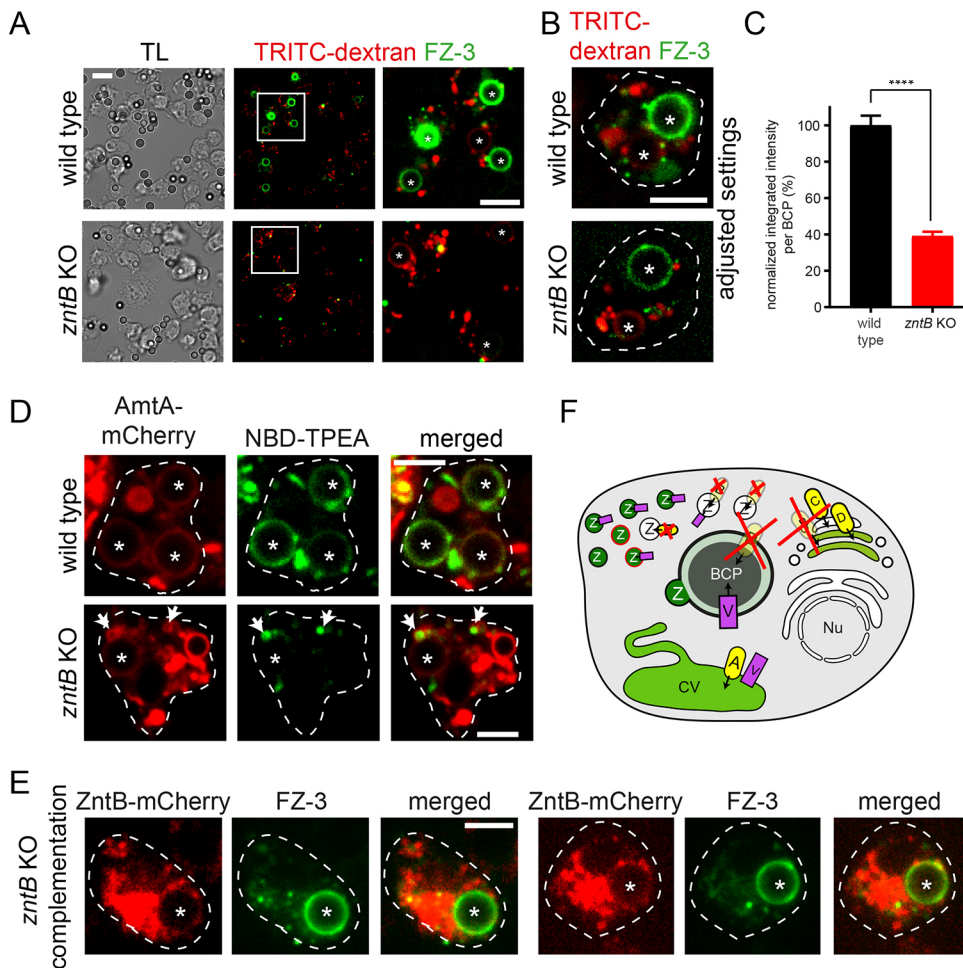 A
TL
TRITC-dextran FZ-3
wild type
zntB KO
B
TRITC-
dextran FZ-3
wild type
zntB KO
adjusted settings
C
normalized integrated intensity
per BCP (%)
****
100
80
60
40
20
0
wild
type
zntB KO
D
AmtA-
mCherry
NBD-TPEA
merged
wild type
zntB KO
F
Z
Z
Z
Z
Z
Z
Z
Z
Z
C
D
BCP
Z
V
Nu
A
V
CV
E
ZntB-mCherry
FZ-3
merged
ZntB-mCherry
FZ-3
merged
zntB KO
complementation